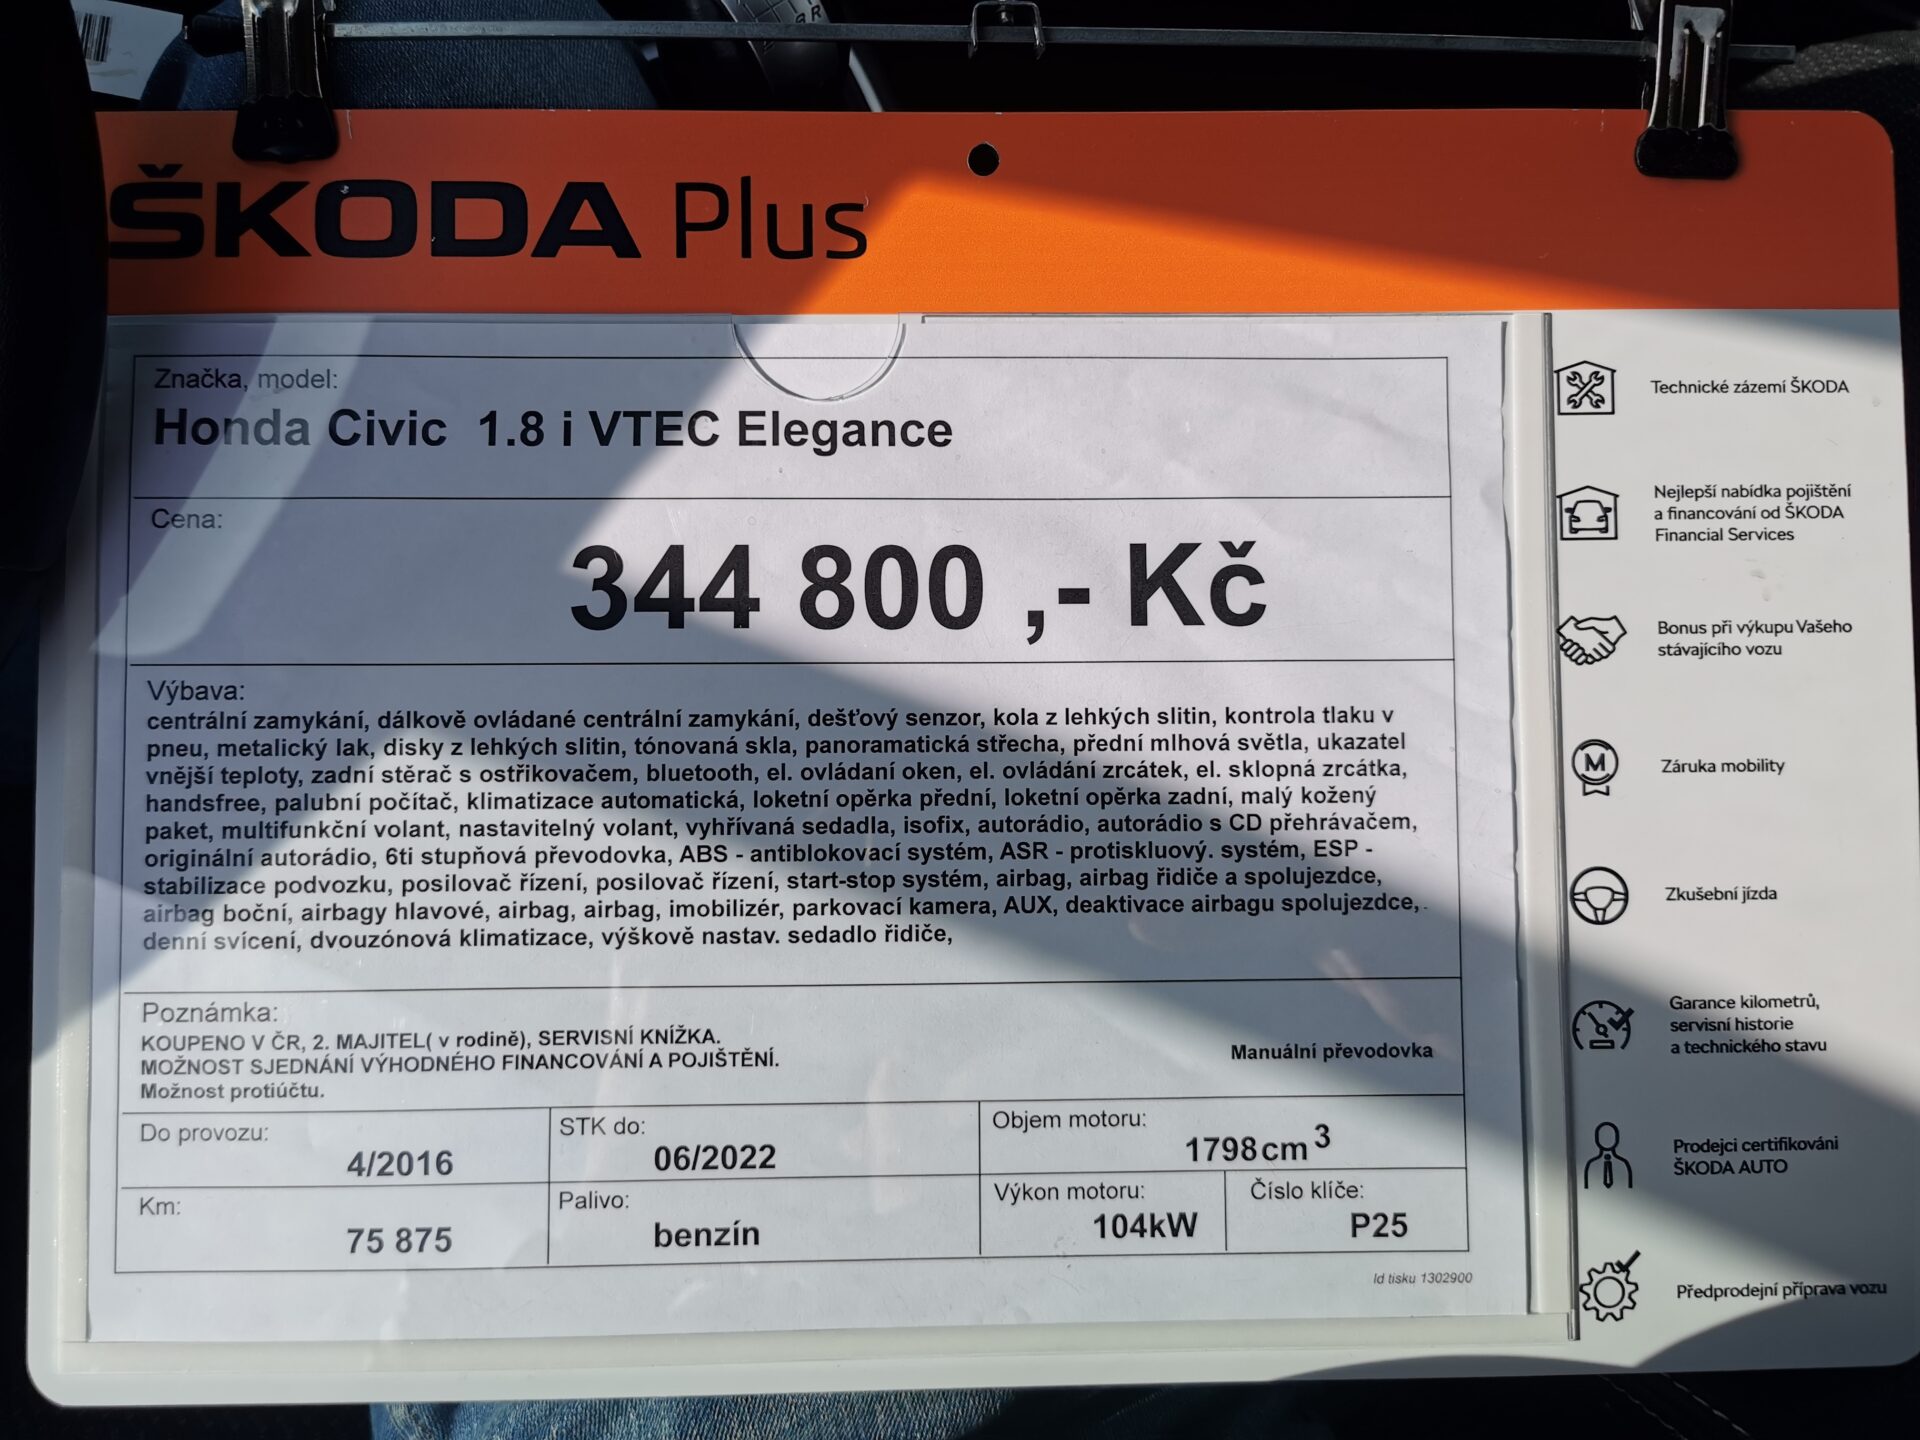 ŠKODA Plus
Značka, model:
Honda Civic 1.8 i VTEC Elegance
Cena:
344 800 ,- Kč
Výbava:
centrální zamykání, dálkově ovládané centrální zamykání, dešťový senzor, kola z lehkých slitin, kontrola tlaku v
pneu, metalický lak, disky z lehkých slitin, tónovaná skla, panoramatická střecha, přední mlhová světla, ukazatel
vnější teploty, zadní stěrač s ostřikovačem, bluetooth, el. ovládaní oken, el. ovládání zrcátek, el. sklopná zrcátka,
handsfree, palubní počítač, klimatizace automatická, loketní opěrka přední, loketní opěrka zadní, malý kožený
paket, multifunkční volant, nastavitelný volant, vyhřívaná sedadla, isofix, autorádio, autorádio s CD přehrávačem,
originální autorádio, 6ti stupňová převodovka, ABS - antiblokovací systém, ASR - protiskluový. systém, ESP -
stabilizace podvozku, posilovač řízení, posilovač řízení, start-stop systém, airbag, airbag řidiče a spolujezdce,
airbag boční, airbagy hlavové, airbag, airbag, imobilizér, parkovací kamera, AUX, deaktivace airbagu spolujezdce,
denní svícení, dvouzónová klimatizace, výškově nastav. sedadlo řidiče,
Poznámka:
KOUPENO V ČR, 2. MAJITEL( v rodině), SERVISNÍ KNÍŽKA.
MOŽNOST SJEDNÁNÍ VÝHODNÉHO FINANCOVÁNÍ A POJIŠTĚNÍ.
Možnost protiúčtu.
Manuální převodovka
Do provozu:
4/2016
STK do:
06/2022
Objem motoru:
1798cm3
Km:
75 875
Palivo:
benzín
Výkon motoru:
104kW
Číslo klíče:
P25
Id tisku 1302900
Technické zázemí ŠKODA
Nejlepší nabídka pojištění
a financování od ŠKODA
Financial Services
Bonus při výkupu Vašeho
stávajícího vozu
M
Záruka mobility
Zkušební jízda
Garance kilometrů,
servisní historie
a technického stavu
Prodejci certifikováni
ŠKODA AUTO
Předprodejní příprava vozu